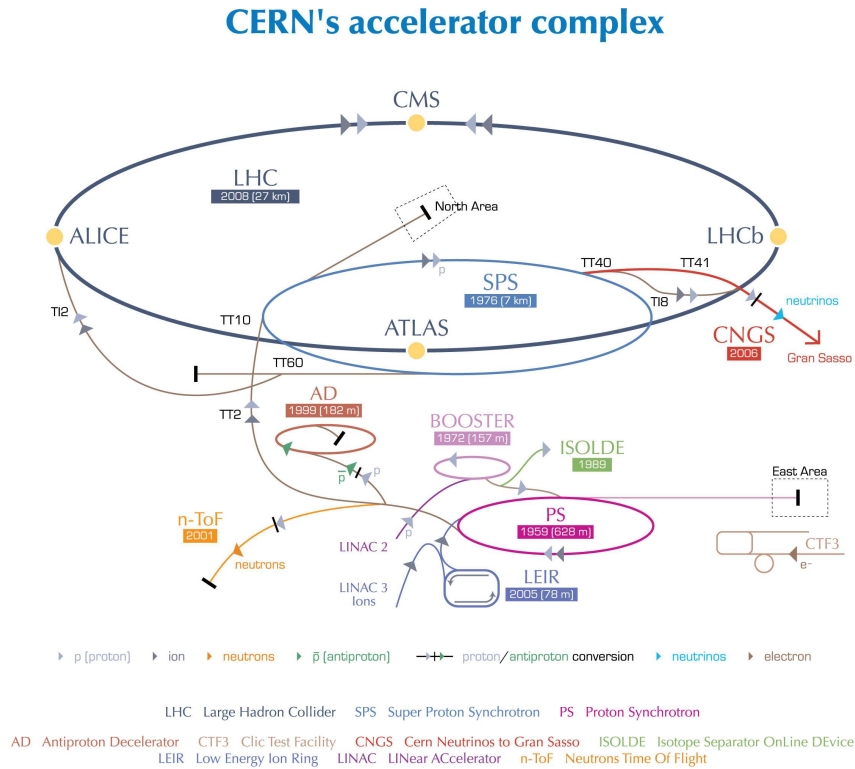 CERN's accelerator complex
CMS
LHC
2008 (27 km)
North Area
ALICE
LHCb
TT40
TT41
p
SPS
1976 (7 km)
TI8
neutrinos
TI2
TT10
ATLAS
CNGS
2006
Gran Sasso
TT60
AD
1999 (182 m)
TT2
BOOSTER
1972 (157 m)
ISOLDE
1989
p̄
p
East Area
n-ToF
2001
PS
1959 (628 m)
p
LINAC 2
CTF3
neutrons
e-
LEIR
2005 (78 m)
LINAC 3
Ions
p (proton) ion neutrons p̄ (antiproton) proton/antiproton conversion neutrinos electron
LHC Large Hadron Collider SPS Super Proton Synchrotron PS Proton Synchrotron
AD Antiproton Decelerator CTF3 Clic Test Facility CNGS Cern Neutrinos to Gran Sasso ISOLDE Isotope Separator OnLine DEvice
LEIR Low Energy Ion Ring LINAC LINear ACcelerator n-ToF Neutrons Time Of Flight